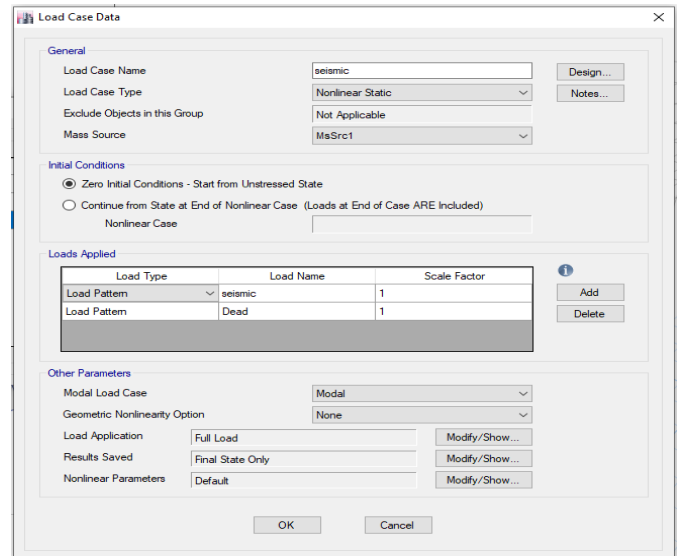 Load Case Data
General
Load Case Name seismic Design...
Load Case Type Nonlinear Static Notes...
Exclude Objects in this Group Not Applicable
Mass Source MsSrc1
Initial Conditions
Zero Initial Conditions - Start from Unstressed State
Continue from State at End of Nonlinear Case (Loads at End of Case ARE Included)
Nonlinear Case
Loads Applied
Load Type Load Name Scale Factor
Load Pattern seismic 1 Add
Load Pattern Dead 1 Delete
Other Parameters
Modal Load Case Modal
Geometric Nonlinearity Option None
Load Application Full Load Modify/Show...
Results Saved Final State Only Modify/Show...
Nonlinear Parameters Default Modify/Show...
OK Cancel